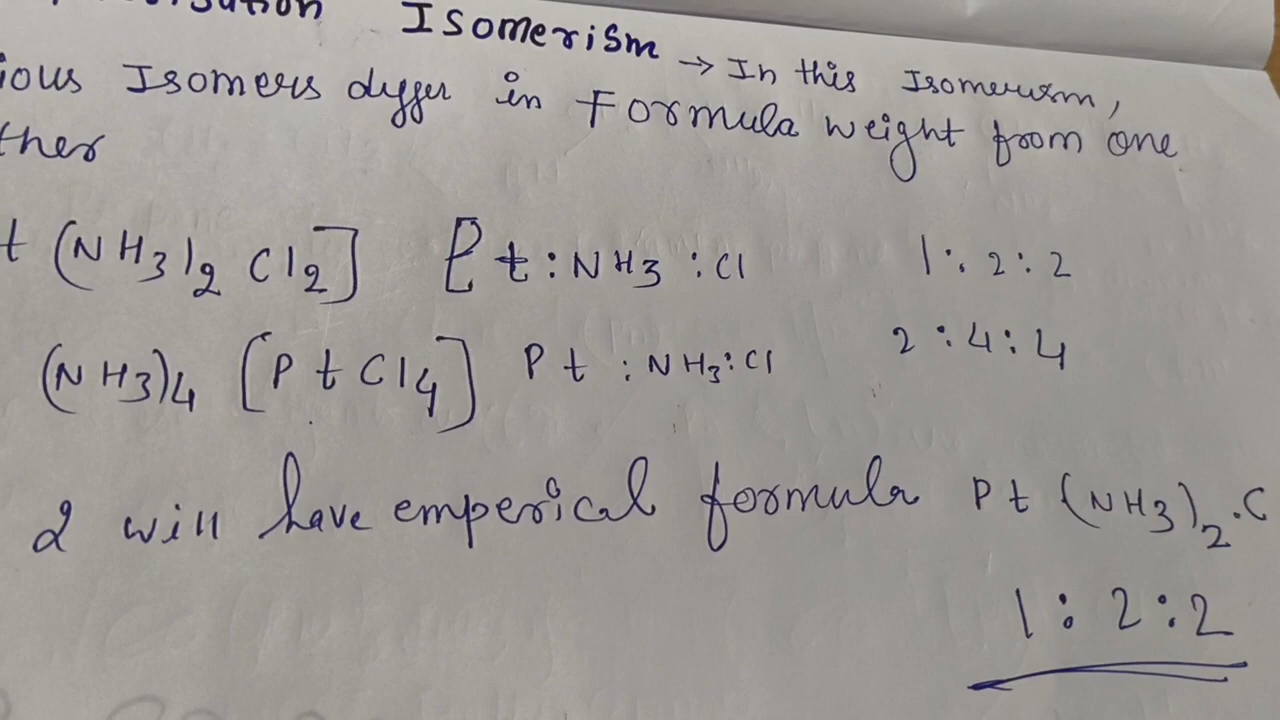 Isomerism → In this Isomerism,
ious Isomers differ in Formula weight from one
ther
t (NH3)2 Cl2] [Pt : NH3 : Cl 1 : 2 : 2
(NH3)4 [PtCl4] Pt : NH3 : Cl 2 : 4 : 4
2 will have emperical formula Pt (NH3)2 . C
1 : 2 : 2